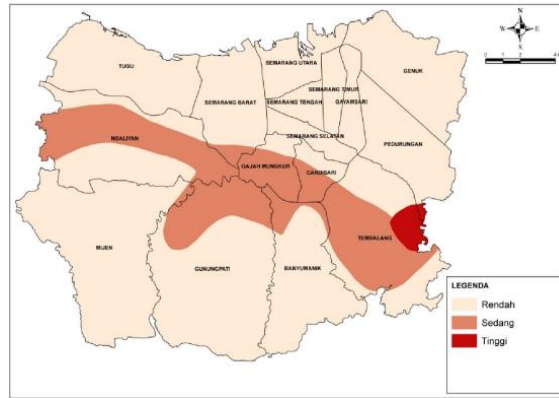 N
W
E
S
TUGU
SEMARANG UTARA
GENUK
SEMARANG BARAT
SEMARANG TIMUR
SEMARANG TENGAH
GAYAMSARI
NGALIYAN
SEMARANG SELATAN
PEDURUNGAN
GAJAH MUNGKUR
CANDISARI
MIJEN
TEMBALANG
GUNUNGPATI
BANYUMANIK
LEGENDA
Rendah
Sedang
Tinggi